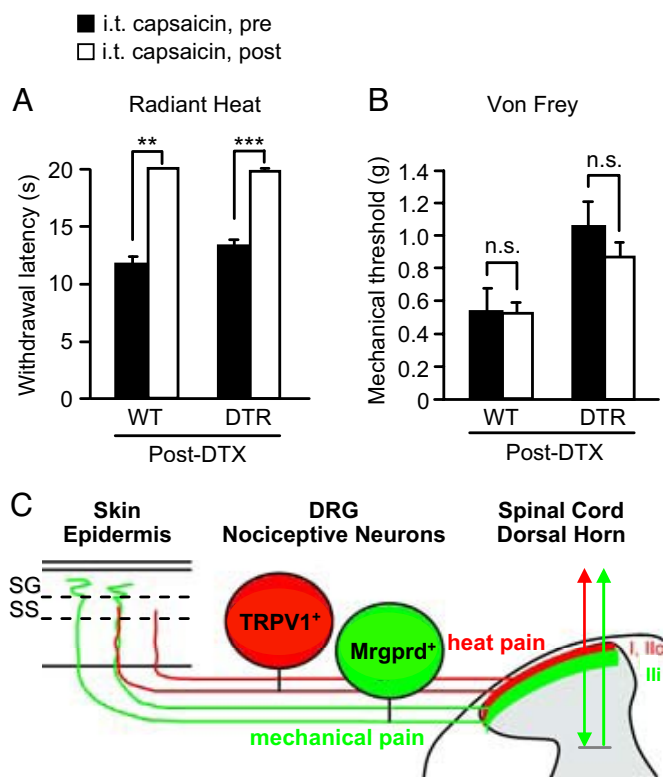 i.t. capsaicin, pre
i.t. capsaicin, post
A
Radiant Heat
Withdrawal latency (s)
20
15
10
5
0
**
***
WT
DTR
Post-DTX
B
Von Frey
Mechanical threshold (g)
1.4
1.2
1.0
0.8
0.6
0.4
0.2
0
n.s.
n.s.
WT
DTR
Post-DTX
C
Skin
Epidermis
DRG
Nociceptive Neurons
Spinal Cord
Dorsal Horn
SG
SS
TRPV1+
Mrgprd+
heat pain
mechanical pain
I, IIo
IIi